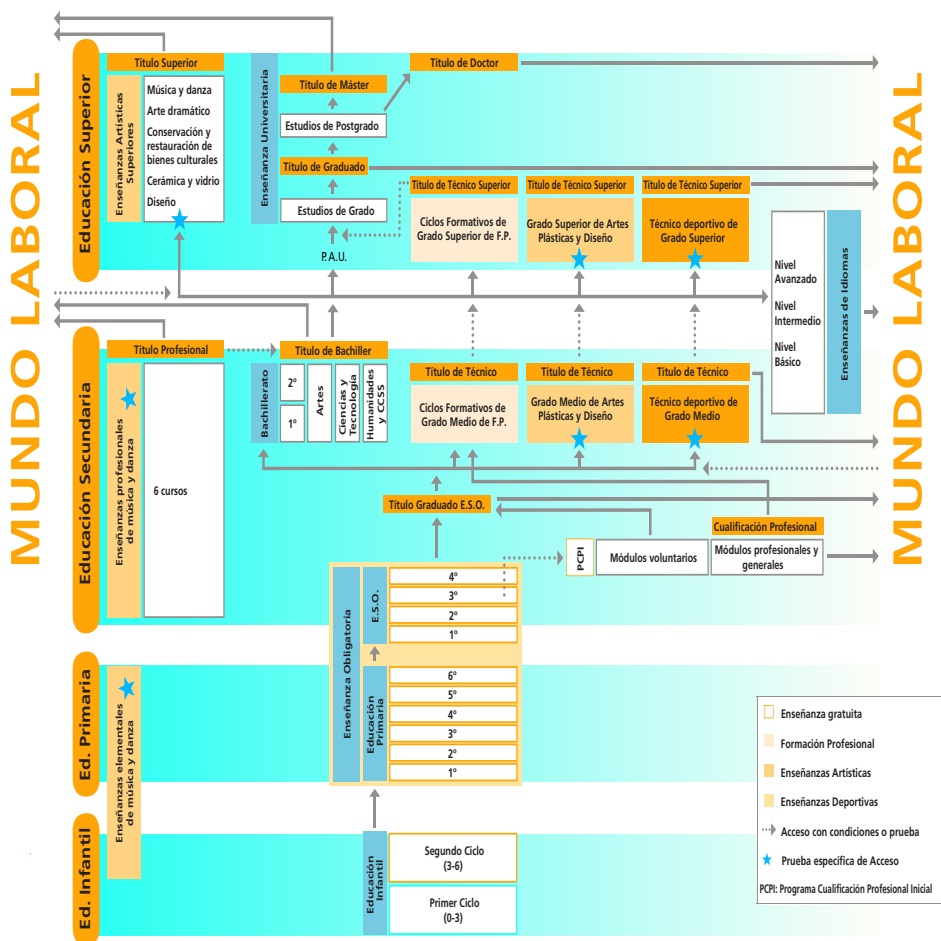 MUNDO LABORAL
Educación Superior
Título Superior
Enseñanzas Artísticas
Superiores
Música y danza
Arte dramático
Conservación y
restauración de
bienes culturales
Cerámica y vidrio
Diseño
Enseñanza Universitaria
Título de Máster
Estudios de Postgrado
Título de Graduado
Estudios de Grado
P.A.U.
Título de Doctor
Título de Técnico Superior
Ciclos Formativos de
Grado Superior de F.P.
Título de Técnico Superior
Grado Superior de Artes
Plásticas y Diseño
Título de Técnico Superior
Técnico deportivo de
Grado Superior
Nivel
Avanzado
Nivel
Intermedio
Nivel
Básico
Enseñanzas de Idiomas
MUNDO LABORAL
Educación Secundaria
Título Profesional
Enseñanzas profesionales
de música y danza
6 cursos
Título de Bachiller
Bachillerato
2º
1º
Artes
Ciencias y
Tecnología
Humanidades
y CCSS
Título de Técnico
Ciclos Formativos de
Grado Medio de F.P.
Título de Técnico
Grado Medio de Artes
Plásticas y Diseño
Título de Técnico
Técnico deportivo de
Grado Medio
Título Graduado E.S.O.
Cualificación Profesional
PCPI
Módulos voluntarios
Módulos profesionales y
generales
Enseñanza Obligatoria
E.S.O.
4º
3º
2º
1º
Ed. Primaria
Enseñanzas elementales
de música y danza
Educación
Primaria
6º
5º
4º
3º
2º
1º
Ed. Infantil
Educación
Infantil
Segundo Ciclo
(3-6)
Primer Ciclo
(0-3)
Enseñanza gratuita
Formación Profesional
Enseñanzas Artísticas
Enseñanzas Deportivas
Acceso con condiciones o prueba
Prueba específica de Acceso
PCPI: Programa Cualificación Profesional Inicial